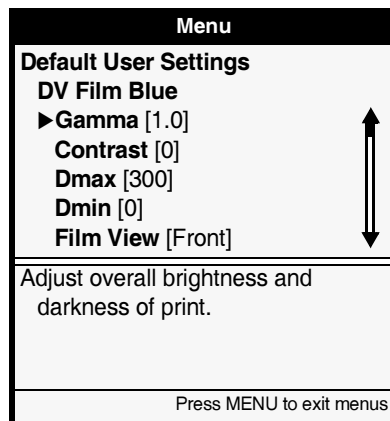 Menu
Default User Settings
DV Film Blue
▶Gamma [1.0]
Contrast [0]
Dmax [300]
Dmin [0]
Film View [Front]
Adjust overall brightness and
darkness of print.
Press MENU to exit menus